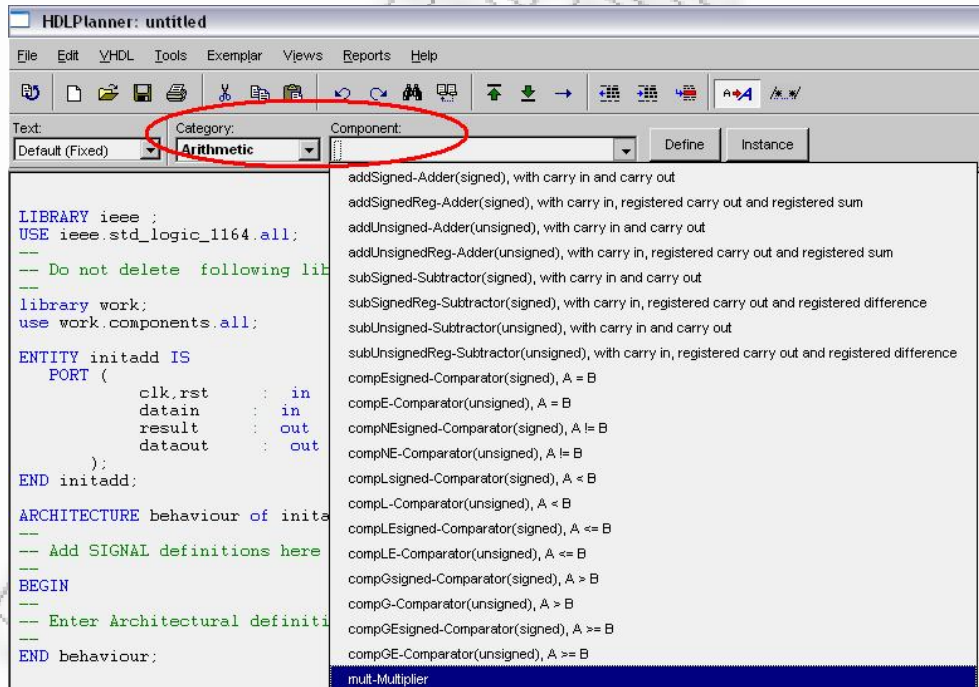 HDLPlanner: untitled
File Edit VHDL Tools Exemplar Views Reports Help
A A /*..*/
Text: Category: Component:
Default (Fixed) Arithmetic Define Instance
addSigned-Adder(signed), with carry in and carry out
addSignedReg-Adder(signed), with carry in, registered carry out and registered sum
addUnsigned-Adder(unsigned), with carry in and carry out
addUnsignedReg-Adder(unsigned), with carry in, registered carry out and registered sum
subSigned-Subtractor(signed), with carry in and carry out
subSignedReg-Subtractor(signed), with carry in, registered carry out and registered difference
subUnsigned-Subtractor(unsigned), with carry in and carry out
subUnsignedReg-Subtractor(unsigned), with carry in, registered carry out and registered difference
compEsigned-Comparator(signed), A = B
compE-Comparator(unsigned), A = B
compNEsigned-Comparator(signed), A != B
compNE-Comparator(unsigned), A != B
compLsigned-Comparator(signed), A < B
compL-Comparator(unsigned), A < B
compLEsigned-Comparator(signed), A <= B
compLE-Comparator(unsigned), A <= B
compGsigned-Comparator(signed), A > B
compG-Comparator(unsigned), A > B
compGEsigned-Comparator(signed), A >= B
compGE-Comparator(unsigned), A >= B
mult-Multiplier
LIBRARY ieee ;
USE ieee.std_logic_1164.all;
--
-- Do not delete following lib
--
library work;
use work.components.all;
ENTITY initadd IS
PORT (
clk,rst : in
datain : in
result : out
dataout : out
);
END initadd;
ARCHITECTURE behaviour of inita
--
-- Add SIGNAL definitions here
--
BEGIN
--
-- Enter Architectural definiti
--
END behaviour;